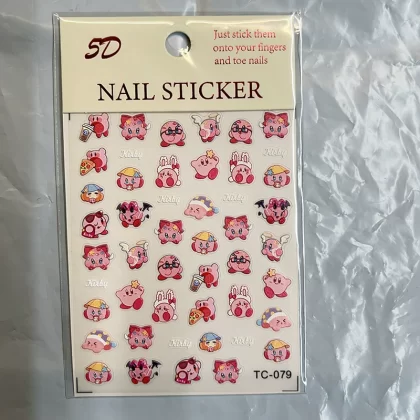 5D
Just stick them
onto your fingers
and toe nails
NAIL STICKER
Kirby
Kirby
Kirby
Kirby
Kirby
Kirby
Kirby
TC-079